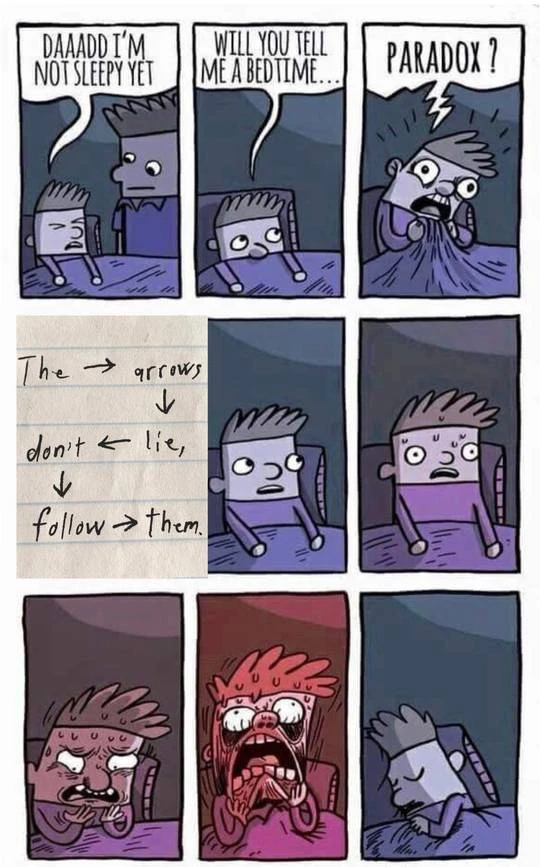 DAAADD I'M
NOT SLEEPY YET
WILL YOU TELL
ME A BEDTIME...
PARADOX ?
The → arrows
↓
don't ← lie,
↓
follow → them.